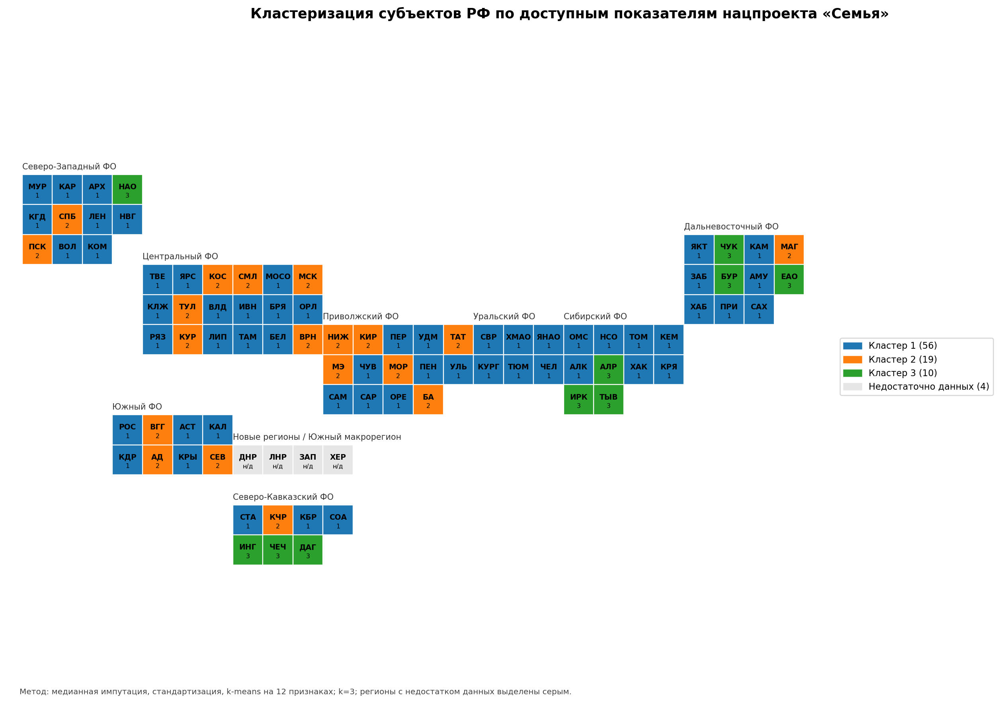 Кластеризация субъектов РФ по доступным показателям нацпроекта «Семья»
Северо-Западный ФО
МУР КАР АРХ НАО
1 1 1 3
КГД СПБ ЛЕН НВГ
1 2 1 1
ПСК ВОЛ КОМ
2 1 1
Центральный ФО
ТВЕ ЯРС КОС СМЛ МОСО МСК
1 1 2 2 1 2
КЛЖ ТУЛ ВЛД ИВН БРЯ ОРЛ
1 2 1 1 1 1
РЯЗ КУР ЛИП ТАМ БЕЛ ВРН
1 2 1 1 1 2
Приволжский ФО
НИЖ КИР ПЕР УДМ ТАТ
2 2 1 1 2
МЭ ЧУВ МОР ПЕН УЛЬ
2 1 2 1 1
САМ САР ОРЕ БА
1 1 1 2
Уральский ФО
СВР ХМАО ЯНАО
1 1 1
КУРГ ТЮМ ЧЕЛ
1 1 1
Сибирский ФО
ОМС НСО ТОМ КЕМ
1 1 1 1
АЛК АЛР ХАК КРЯ
1 3 1 1
ИРК ТЫВ
3 3
Дальневосточный ФО
ЯКТ ЧУК КАМ МАГ
1 3 1 2
ЗАБ БУР АМУ ЕАО
1 3 1 3
ХАБ ПРИ САХ
1 1 1
Кластер 1 (56)
Кластер 2 (19)
Кластер 3 (10)
Недостаточно данных (4)
Южный ФО
РОС ВГГ АСТ КАЛ
1 2 1 1
КДР АД КРЫ СЕВ
1 2 1 2
Новые регионы / Южный макрорегион
ДНР ЛНР ЗАП ХЕР
н/д н/д н/д н/д
Северо-Кавказский ФО
СТА КЧР КБР СОА
1 2 1 1
ИНГ ЧЕЧ ДАГ
3 3 3
Метод: медианная импутация, стандартизация, k-means на 12 признаках; k=3; регионы с недостатком данных выделены серым.